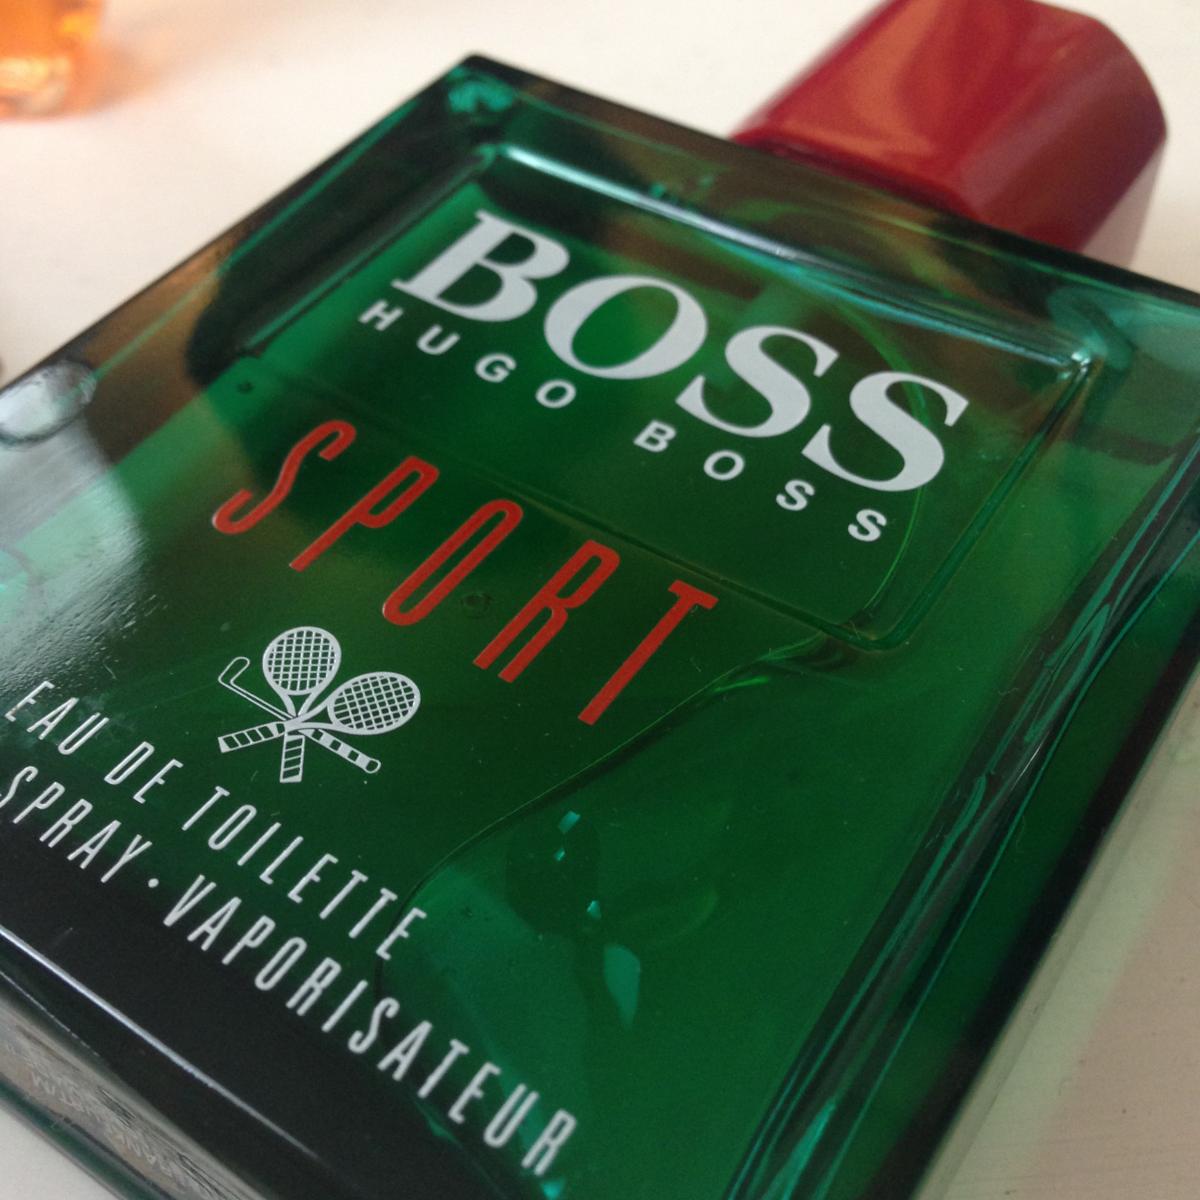 BOSS
HUGO BOSS
SPORT
EAU DE TOILETTE
SPRAY · VAPORISATEUR